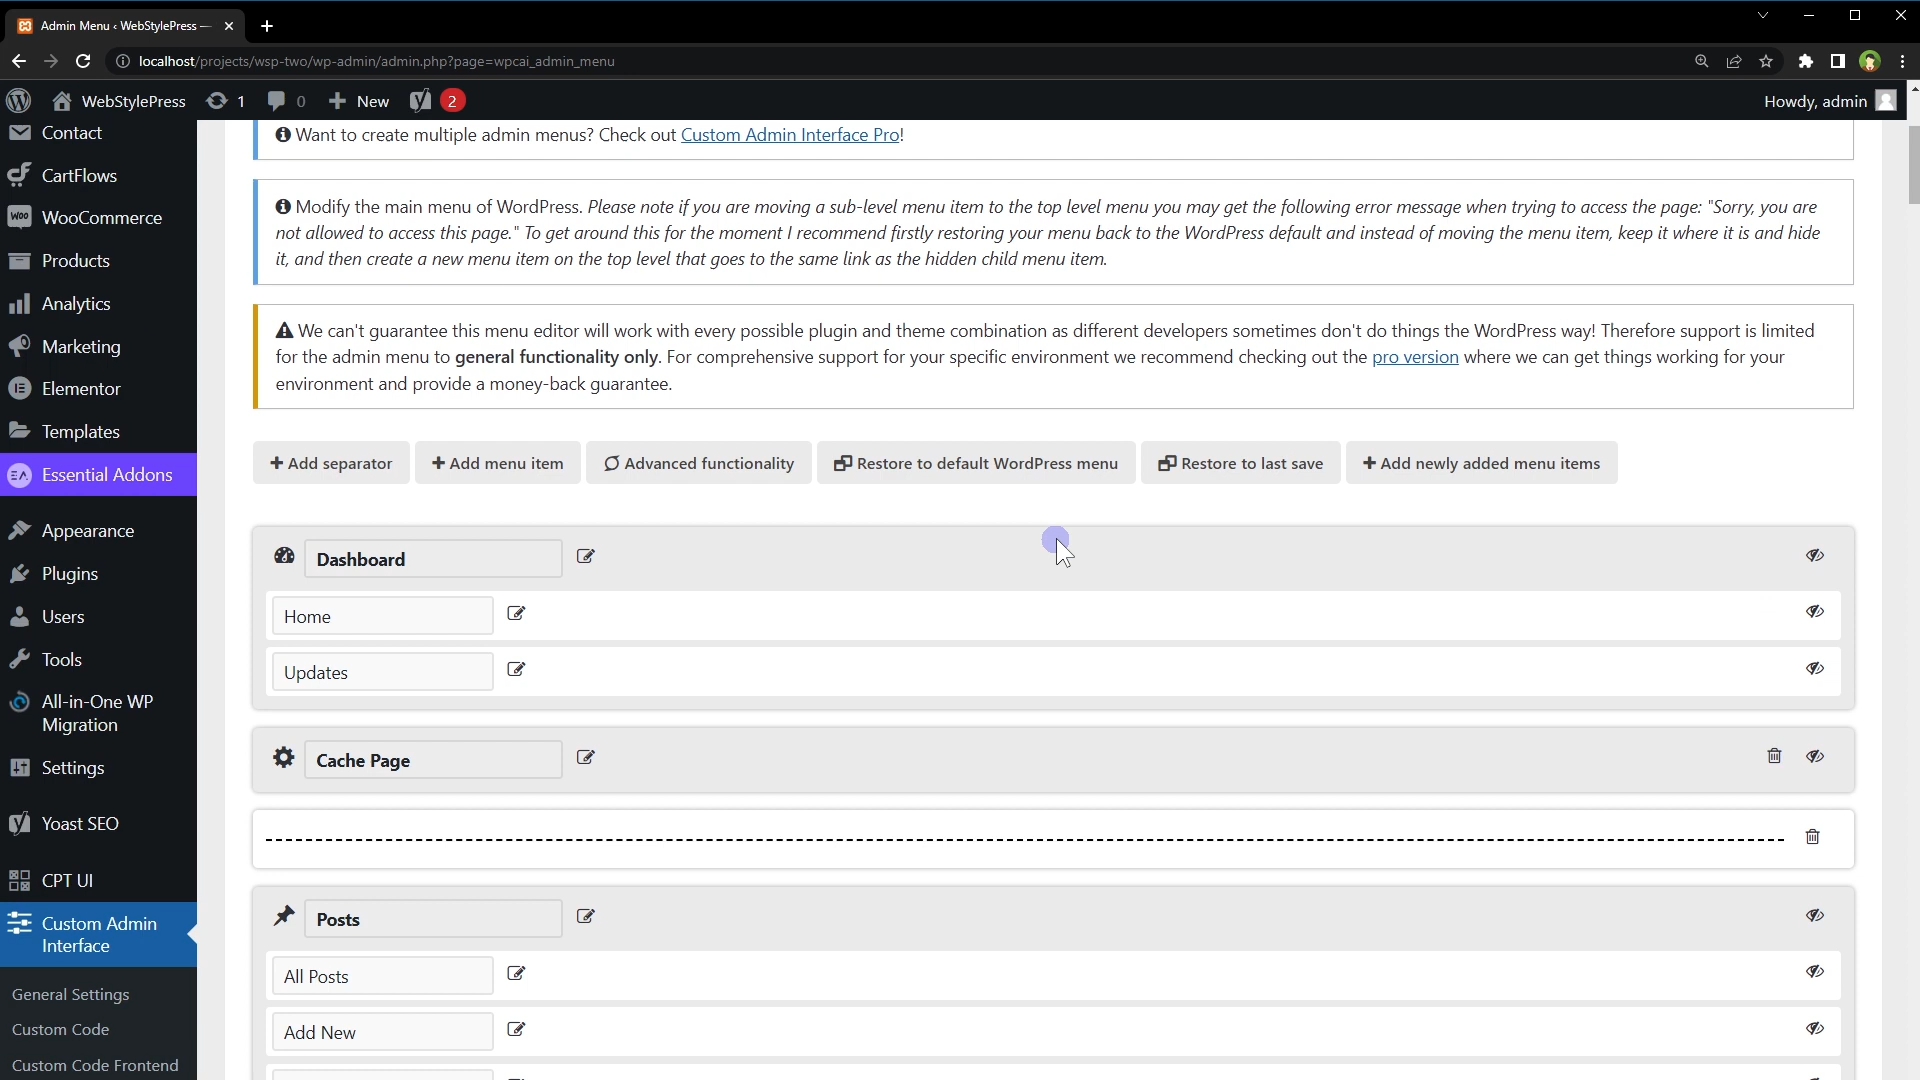 Admin Menu ‹ WebStylePress —
localhost/projects/wsp-two/wp-admin/admin.php?page=wpcai_admin_menu
WebStylePress 1 0 New 2 Howdy, admin
Contact
CartFlows
WooCommerce
Products
Analytics
Marketing
Elementor
Templates
Essential Addons
Appearance
Plugins
Users
Tools
All-in-One WP
Migration
Settings
Yoast SEO
CPT UI
Custom Admin
Interface
General Settings
Custom Code
Custom Code Frontend
Want to create multiple admin menus? Check out Custom Admin Interface Pro!
Modify the main menu of WordPress. Please note if you are moving a sub-level menu item to the top level menu you may get the following error message when trying to access the page: "Sorry, you are
not allowed to access this page." To get around this for the moment I recommend firstly restoring your menu back to the WordPress default and instead of moving the menu item, keep it where it is and hide
it, and then create a new menu item on the top level that goes to the same link as the hidden child menu item.
We can't guarantee this menu editor will work with every possible plugin and theme combination as different developers sometimes don't do things the WordPress way! Therefore support is limited
for the admin menu to general functionality only. For comprehensive support for your specific environment we recommend checking out the pro version where we can get things working for your
environment and provide a money-back guarantee.
Add separator Add menu item Advanced functionality Restore to default WordPress menu Restore to last save Add newly added menu items
Dashboard
Home
Updates
Cache Page
Posts
All Posts
Add New